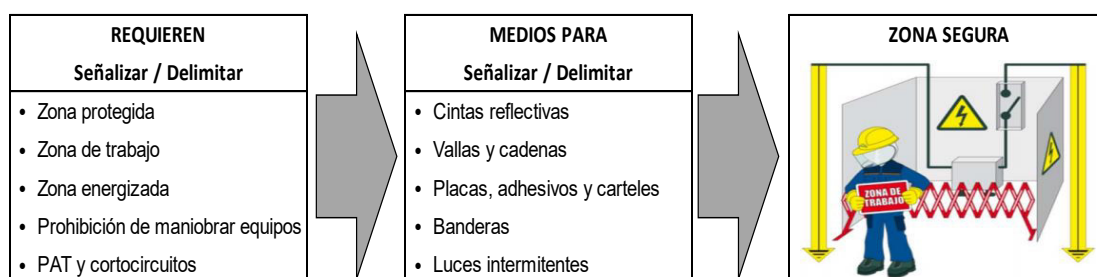 REQUIEREN
Señalizar / Delimitar
• Zona protegida
• Zona de trabajo
• Zona energizada
• Prohibición de maniobrar equipos
• PAT y cortocircuitos
MEDIOS PARA
Señalizar / Delimitar
• Cintas reflectivas
• Vallas y cadenas
• Placas, adhesivos y carteles
• Banderas
• Luces intermitentes
ZONA SEGURA
ZONA DE
TRABAJO